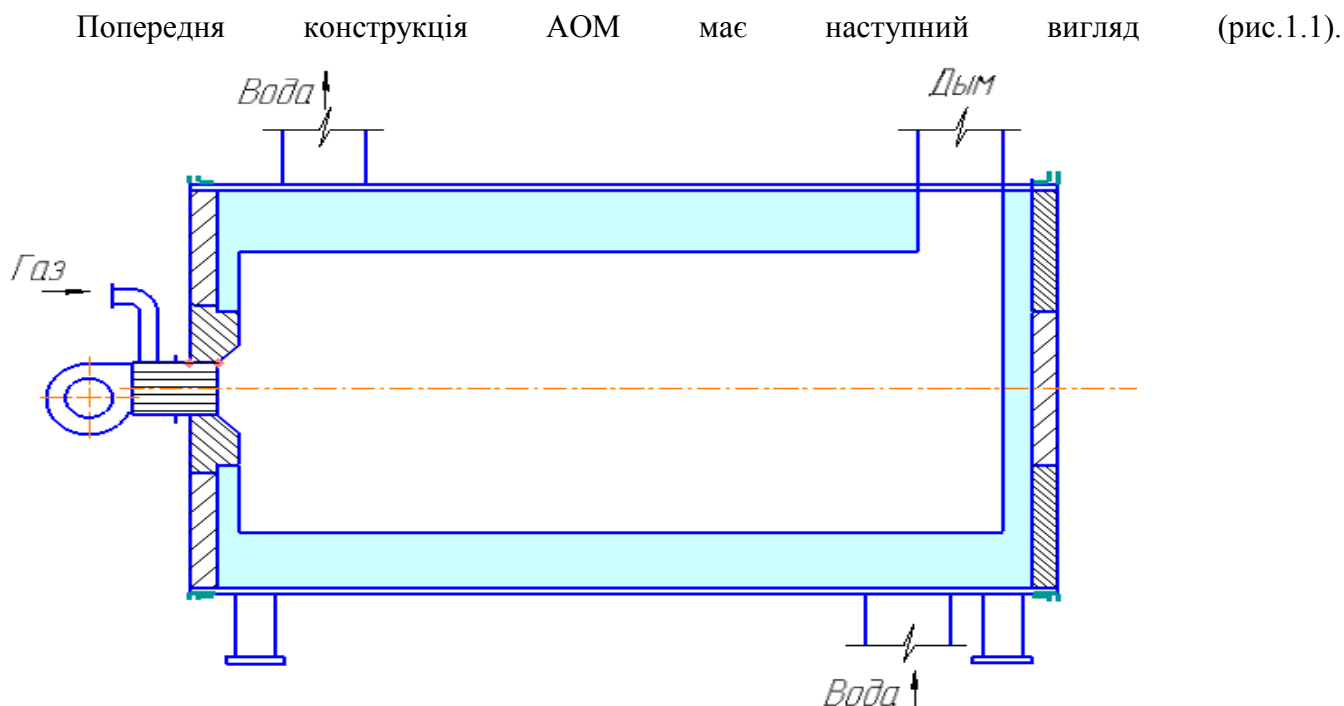 Попередня конструкція АОМ має наступний вигляд (рис.1.1).
Вода
Дым
Газ
Вода